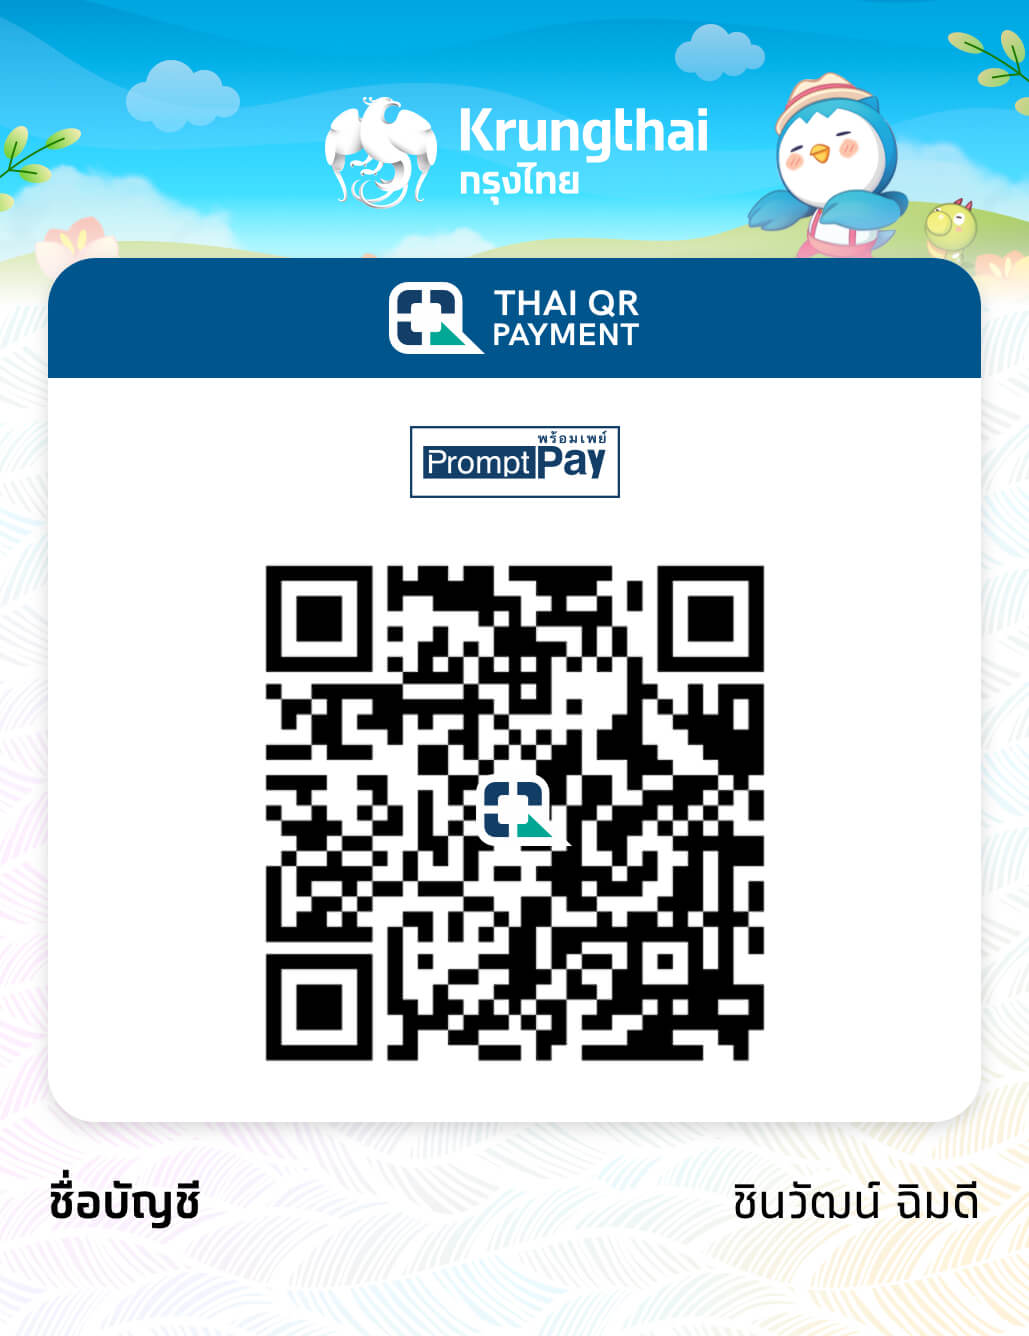 Krungthai
กรุงไทย
THAI QR
PAYMENT
พร้อมเพย์
PromptPay
ชื่อบัญชี ชินวัฒน์ ฉิมดี